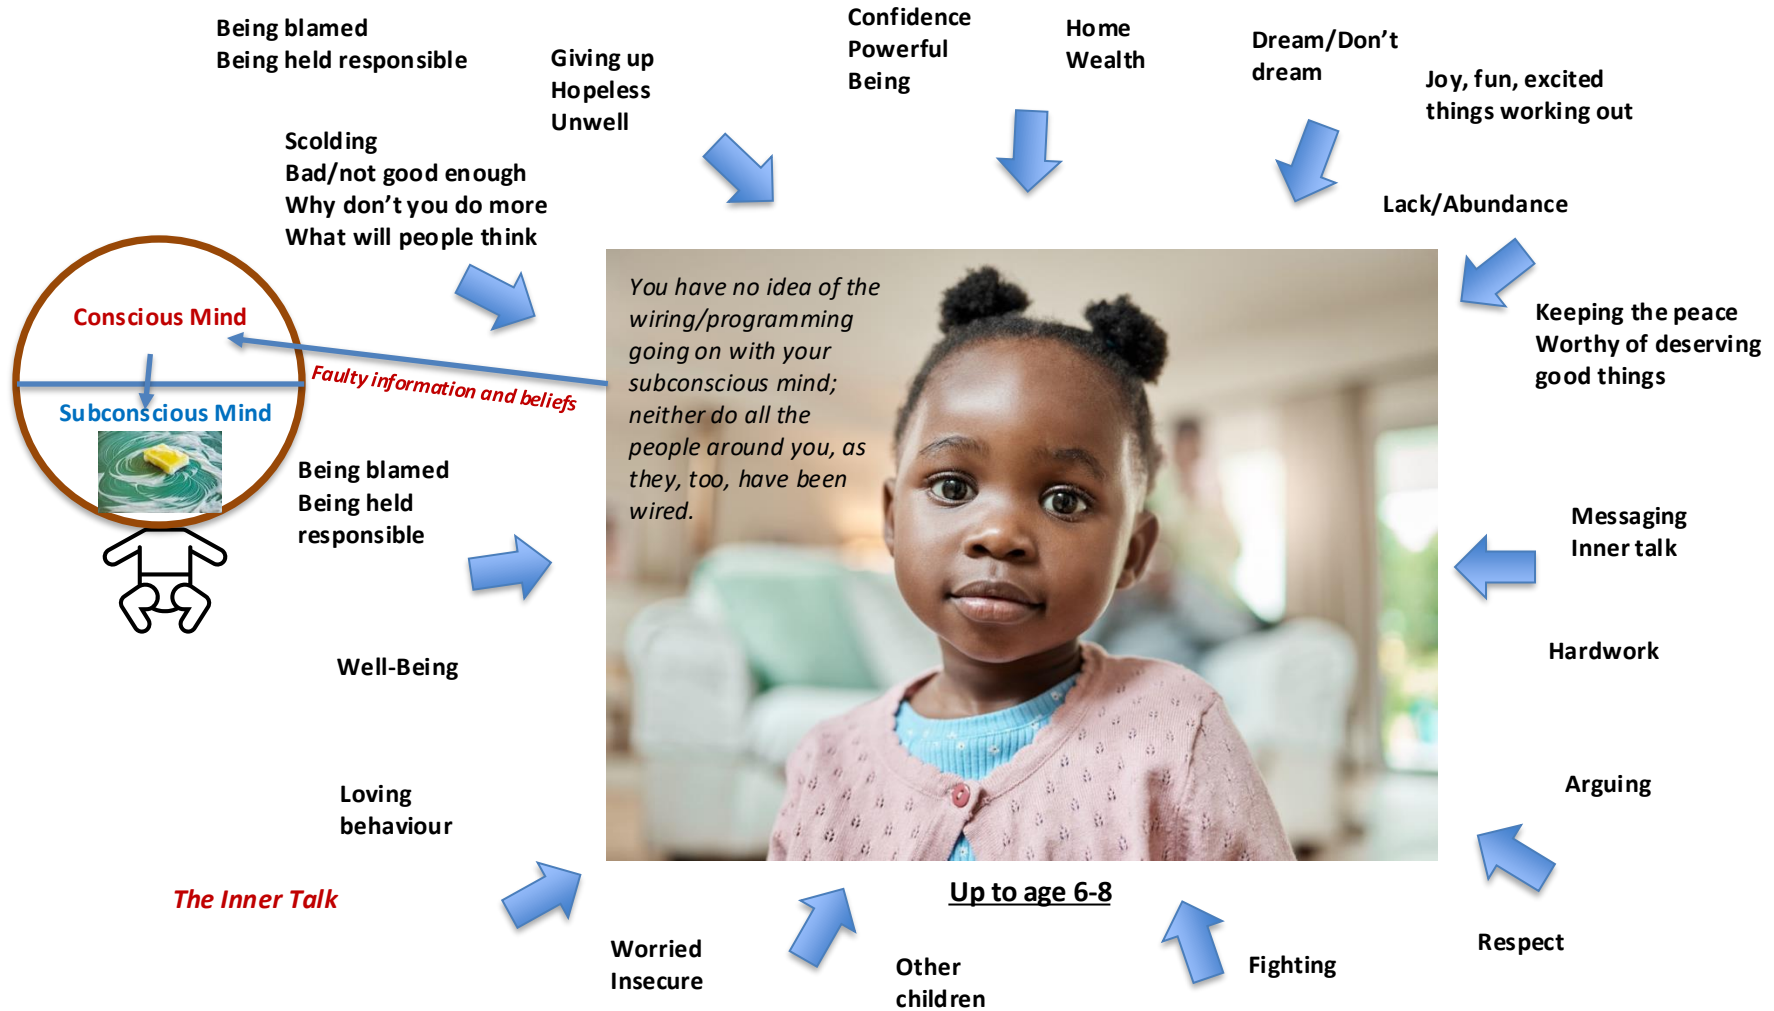 Being blamed
Being held responsible
Giving up
Hopeless
Unwell
Confidence
Powerful
Being
Home
Wealth
Dream/Don't
dream
Joy, fun, excited
things working out
Scolding
Bad/not good enough
Why don't you do more
What will people think
Lack/Abundance
Conscious Mind
Subconscious Mind
Faulty information and beliefs
You have no idea of the
wiring/programming
going on with your
subconscious mind;
neither do all the
people around you, as
they, too, have been
wired.
Keeping the peace
Worthy of deserving
good things
Being blamed
Being held
responsible
Messaging
Inner talk
Well-Being
Hardwork
Loving
behaviour
Arguing
The Inner Talk
Up to age 6-8
Worried
Insecure
Other
children
Fighting
Respect